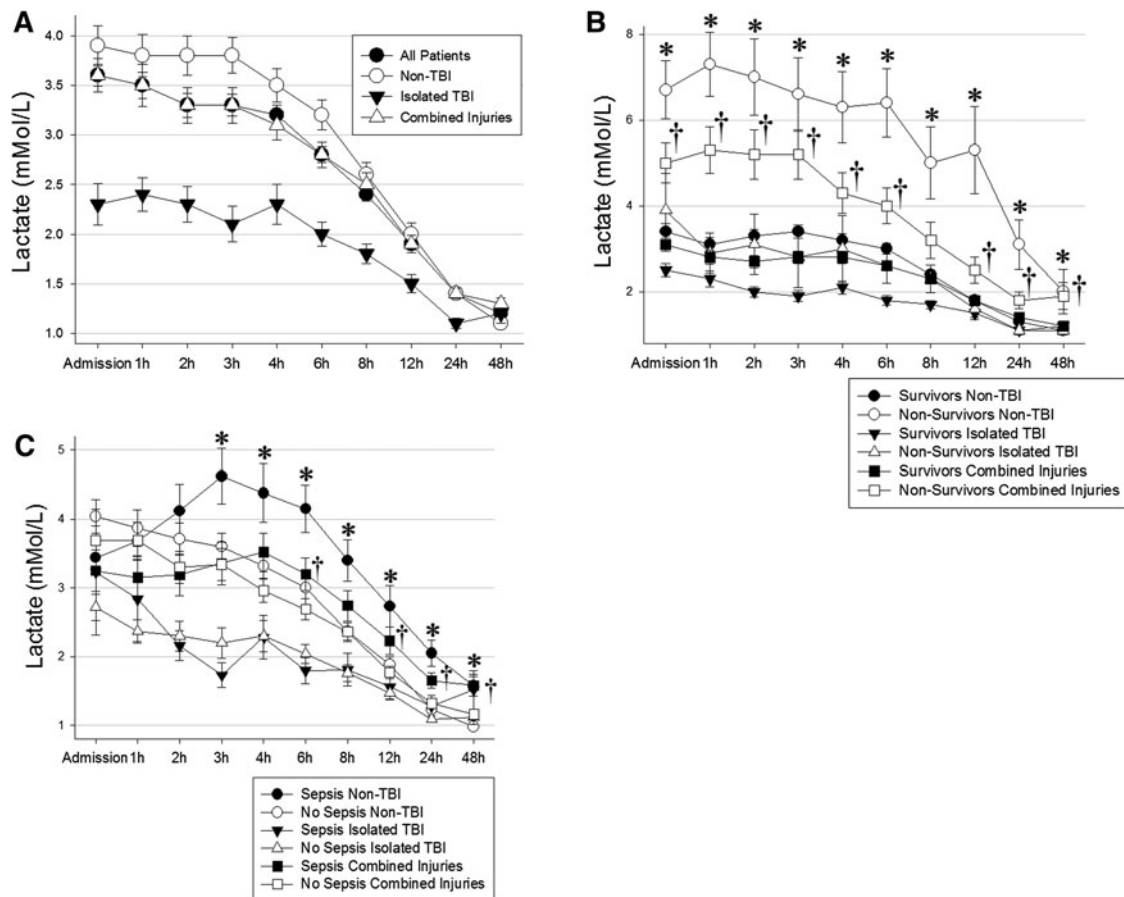 A
Lactate (mMol/L)
4.0
3.5
3.0
2.5
2.0
1.5
1.0
All Patients
Non-TBI
Isolated TBI
Combined Injuries
Admission 1h 2h 3h 4h 6h 8h 12h 24h 48h
B
Lactate (mMol/L)
8
6
4
2
* * * * * * * * * *
† † † † † † † † †
Admission 1h 2h 3h 4h 6h 8h 12h 24h 48h
Survivors Non-TBI
Non-Survivors Non-TBI
Survivors Isolated TBI
Non-Survivors Isolated TBI
Survivors Combined Injuries
Non-Survivors Combined Injuries
C
Lactate (mMol/L)
5
4
3
2
1
* * * * * * *
† † † †
Admission 1h 2h 3h 4h 6h 8h 12h 24h 48h
Sepsis Non-TBI
No Sepsis Non-TBI
Sepsis Isolated TBI
No Sepsis Isolated TBI
Sepsis Combined Injuries
No Sepsis Combined Injuries